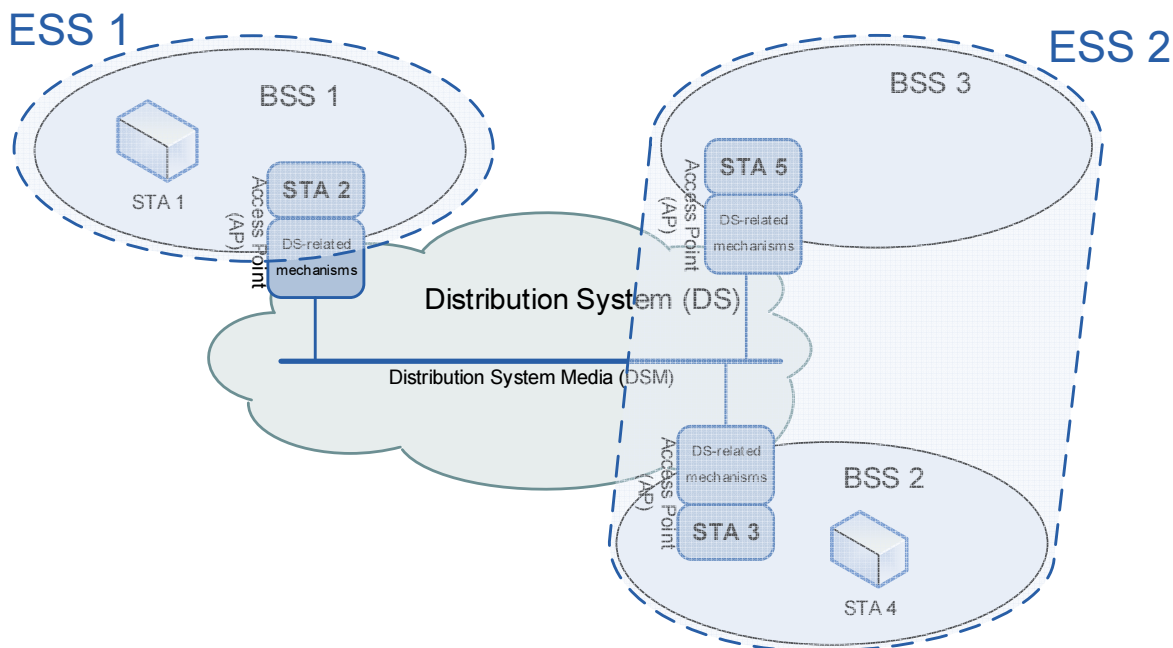 ESS 1
ESS 2
BSS 1
BSS 3
STA 1
STA 2
DS-related
mechanisms
Access Point
(AP)
STA 5
DS-related
mechanisms
Access Point
(AP)
Distribution System (DS)
Distribution System Media (DSM)
DS-related
mechanisms
STA 3
Access Point
(AP)
BSS 2
STA 4